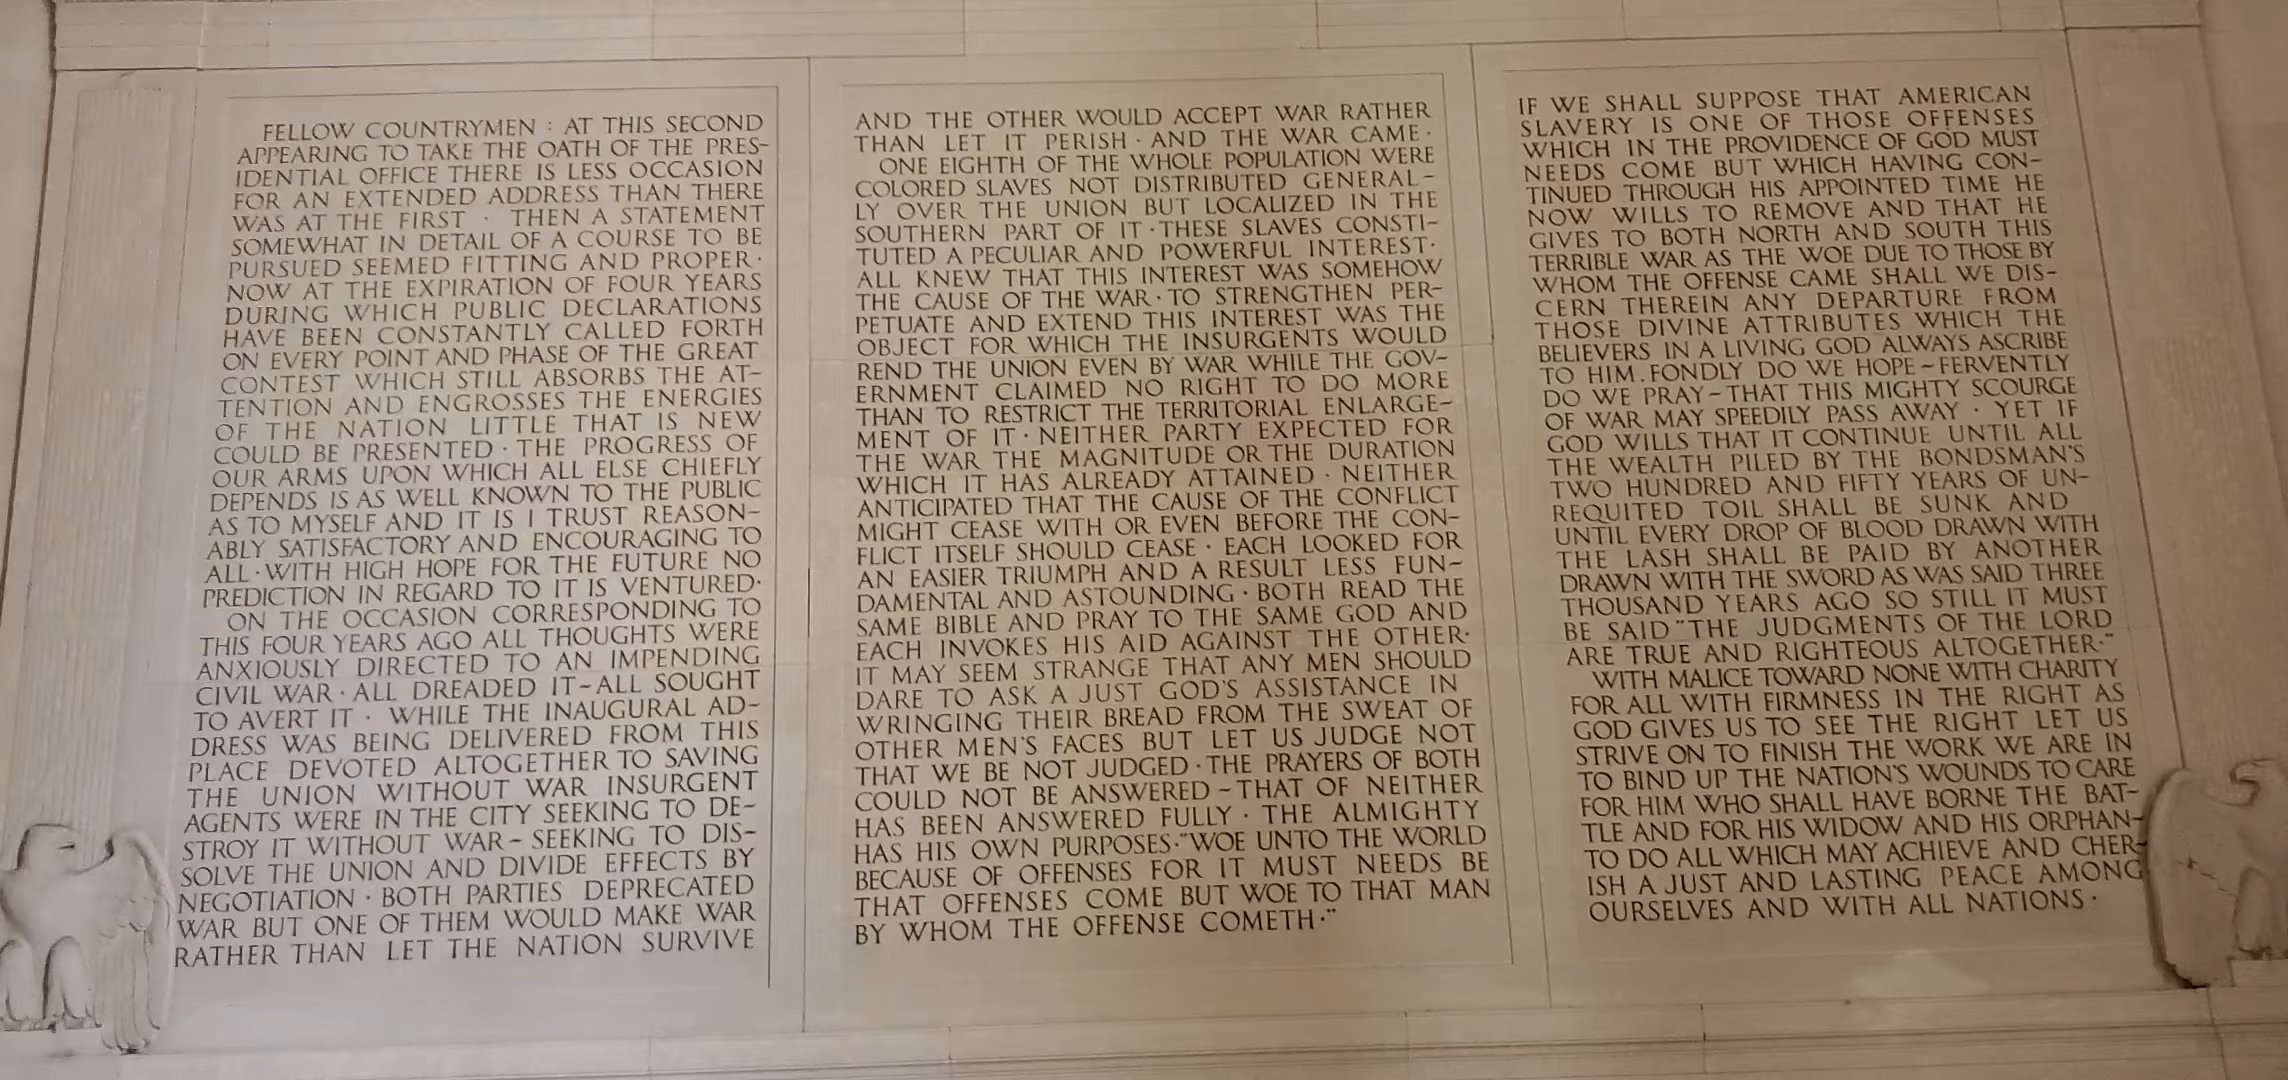 FELLOW COUNTRYMEN : AT THIS SECOND
APPEARING TO TAKE THE OATH OF THE PRES-
IDENTIAL OFFICE THERE IS LESS OCCASION
FOR AN EXTENDED ADDRESS THAN THERE
WAS AT THE FIRST · THEN A STATEMENT
SOMEWHAT IN DETAIL OF A COURSE TO BE
PURSUED SEEMED FITTING AND PROPER ·
NOW AT THE EXPIRATION OF FOUR YEARS
DURING WHICH PUBLIC DECLARATIONS
HAVE BEEN CONSTANTLY CALLED FORTH
ON EVERY POINT AND PHASE OF THE GREAT
CONTEST WHICH STILL ABSORBS THE AT-
TENTION AND ENGROSSES THE ENERGIES
OF THE NATION LITTLE THAT IS NEW
COULD BE PRESENTED · THE PROGRESS OF
OUR ARMS UPON WHICH ALL ELSE CHIEFLY
DEPENDS IS AS WELL KNOWN TO THE PUBLIC
AS TO MYSELF AND IT IS I TRUST REASON-
ABLY SATISFACTORY AND ENCOURAGING TO
ALL · WITH HIGH HOPE FOR THE FUTURE NO
PREDICTION IN REGARD TO IT IS VENTURED ·
ON THE OCCASION CORRESPONDING TO
THIS FOUR YEARS AGO ALL THOUGHTS WERE
ANXIOUSLY DIRECTED TO AN IMPENDING
CIVIL WAR · ALL DREADED IT - ALL SOUGHT
TO AVERT IT · WHILE THE INAUGURAL AD-
DRESS WAS BEING DELIVERED FROM THIS
PLACE DEVOTED ALTOGETHER TO SAVING
THE UNION WITHOUT WAR INSURGENT
AGENTS WERE IN THE CITY SEEKING TO DE-
STROY IT WITHOUT WAR - SEEKING TO DIS-
SOLVE THE UNION AND DIVIDE EFFECTS BY
NEGOTIATION · BOTH PARTIES DEPRECATED
WAR BUT ONE OF THEM WOULD MAKE WAR
RATHER THAN LET THE NATION SURVIVE
AND THE OTHER WOULD ACCEPT WAR RATHER
THAN LET IT PERISH · AND THE WAR CAME ·
ONE EIGHTH OF THE WHOLE POPULATION WERE
COLORED SLAVES NOT DISTRIBUTED GENERAL-
LY OVER THE UNION BUT LOCALIZED IN THE
SOUTHERN PART OF IT · THESE SLAVES CONSTI-
TUTED A PECULIAR AND POWERFUL INTEREST ·
ALL KNEW THAT THIS INTEREST WAS SOMEHOW
THE CAUSE OF THE WAR · TO STRENGTHEN PER-
PETUATE AND EXTEND THIS INTEREST WAS THE
OBJECT FOR WHICH THE INSURGENTS WOULD
REND THE UNION EVEN BY WAR WHILE THE GOV-
ERNMENT CLAIMED NO RIGHT TO DO MORE
THAN TO RESTRICT THE TERRITORIAL ENLARGE-
MENT OF IT · NEITHER PARTY EXPECTED FOR
THE WAR THE MAGNITUDE OR THE DURATION
WHICH IT HAS ALREADY ATTAINED · NEITHER
ANTICIPATED THAT THE CAUSE OF THE CONFLICT
MIGHT CEASE WITH OR EVEN BEFORE THE CON-
FLICT ITSELF SHOULD CEASE · EACH LOOKED FOR
AN EASIER TRIUMPH AND A RESULT LESS FUN-
DAMENTAL AND ASTOUNDING · BOTH READ THE
SAME BIBLE AND PRAY TO THE SAME GOD AND
EACH INVOKES HIS AID AGAINST THE OTHER ·
IT MAY SEEM STRANGE THAT ANY MEN SHOULD
DARE TO ASK A JUST GOD'S ASSISTANCE IN
WRINGING THEIR BREAD FROM THE SWEAT OF
OTHER MEN'S FACES BUT LET US JUDGE NOT
THAT WE BE NOT JUDGED · THE PRAYERS OF BOTH
COULD NOT BE ANSWERED - THAT OF NEITHER
HAS BEEN ANSWERED FULLY · THE ALMIGHTY
HAS HIS OWN PURPOSES · "WOE UNTO THE WORLD
BECAUSE OF OFFENSES FOR IT MUST NEEDS BE
THAT OFFENSES COME BUT WOE TO THAT MAN
BY WHOM THE OFFENSE COMETH ·"
IF WE SHALL SUPPOSE THAT AMERICAN
SLAVERY IS ONE OF THOSE OFFENSES
WHICH IN THE PROVIDENCE OF GOD MUST
NEEDS COME BUT WHICH HAVING CON-
TINUED THROUGH HIS APPOINTED TIME HE
NOW WILLS TO REMOVE AND THAT HE
GIVES TO BOTH NORTH AND SOUTH THIS
TERRIBLE WAR AS THE WOE DUE TO THOSE BY
WHOM THE OFFENSE CAME SHALL WE DIS-
CERN THEREIN ANY DEPARTURE FROM
THOSE DIVINE ATTRIBUTES WHICH THE
BELIEVERS IN A LIVING GOD ALWAYS ASCRIBE
TO HIM . FONDLY DO WE HOPE - FERVENTLY
DO WE PRAY - THAT THIS MIGHTY SCOURGE
OF WAR MAY SPEEDILY PASS AWAY · YET IF
GOD WILLS THAT IT CONTINUE UNTIL ALL
THE WEALTH PILED BY THE BONDSMAN'S
TWO HUNDRED AND FIFTY YEARS OF UN-
REQUITED TOIL SHALL BE SUNK AND
UNTIL EVERY DROP OF BLOOD DRAWN WITH
THE LASH SHALL BE PAID BY ANOTHER
DRAWN WITH THE SWORD AS WAS SAID THREE
THOUSAND YEARS AGO SO STILL IT MUST
BE SAID "THE JUDGMENTS OF THE LORD
ARE TRUE AND RIGHTEOUS ALTOGETHER ·"
WITH MALICE TOWARD NONE WITH CHARITY
FOR ALL WITH FIRMNESS IN THE RIGHT AS
GOD GIVES US TO SEE THE RIGHT LET US
STRIVE ON TO FINISH THE WORK WE ARE IN
TO BIND UP THE NATION'S WOUNDS TO CARE
FOR HIM WHO SHALL HAVE BORNE THE BAT-
TLE AND FOR HIS WIDOW AND HIS ORPHAN -
TO DO ALL WHICH MAY ACHIEVE AND CHER-
ISH A JUST AND LASTING PEACE AMONG
OURSELVES AND WITH ALL NATIONS ·